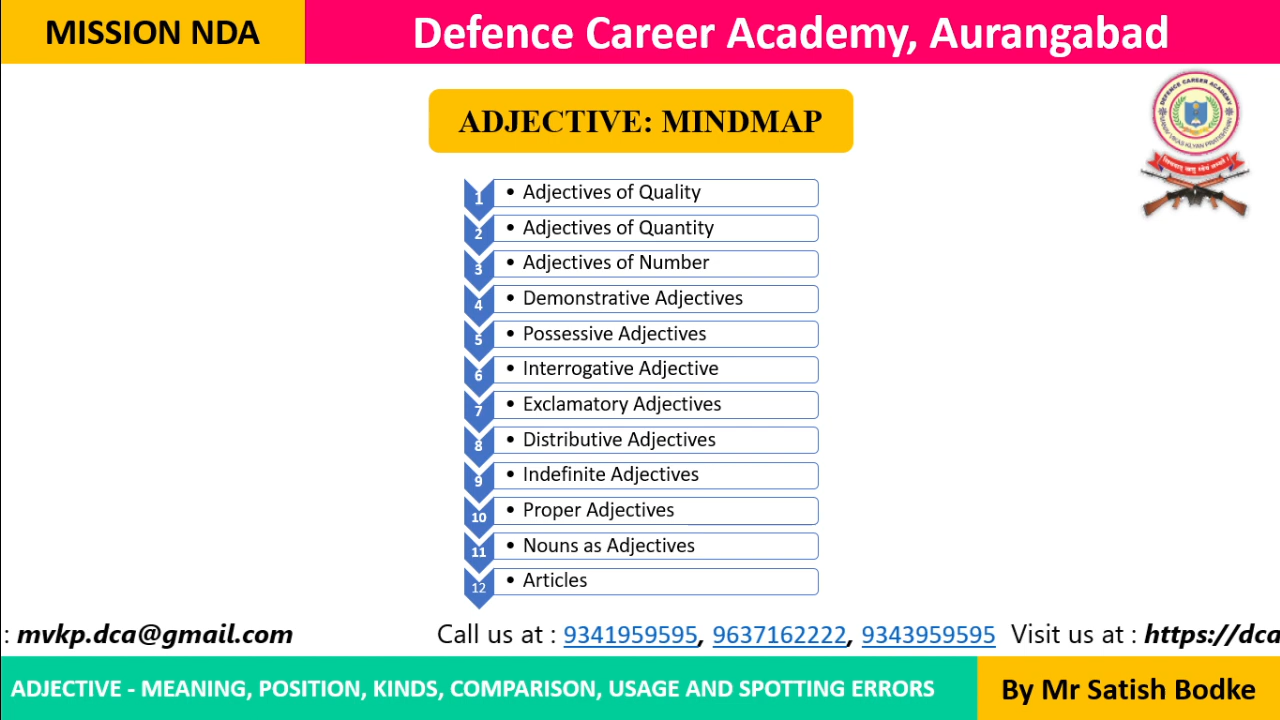 MISSION NDA
Defence Career Academy, Aurangabad
ADJECTIVE: MINDMAP
DEFENCE CAREER ACADEMY
1 • Adjectives of Quality
2 • Adjectives of Quantity
3 • Adjectives of Number
4 • Demonstrative Adjectives
5 • Possessive Adjectives
6 • Interrogative Adjective
7 • Exclamatory Adjectives
8 • Distributive Adjectives
9 • Indefinite Adjectives
10 • Proper Adjectives
11 • Nouns as Adjectives
12 • Articles
: mvkp.dca@gmail.com
Call us at : 9341959595, 9637162222, 9343959595 Visit us at : https://dca
ADJECTIVE - MEANING, POSITION, KINDS, COMPARISON, USAGE AND SPOTTING ERRORS
By Mr Satish Bodke